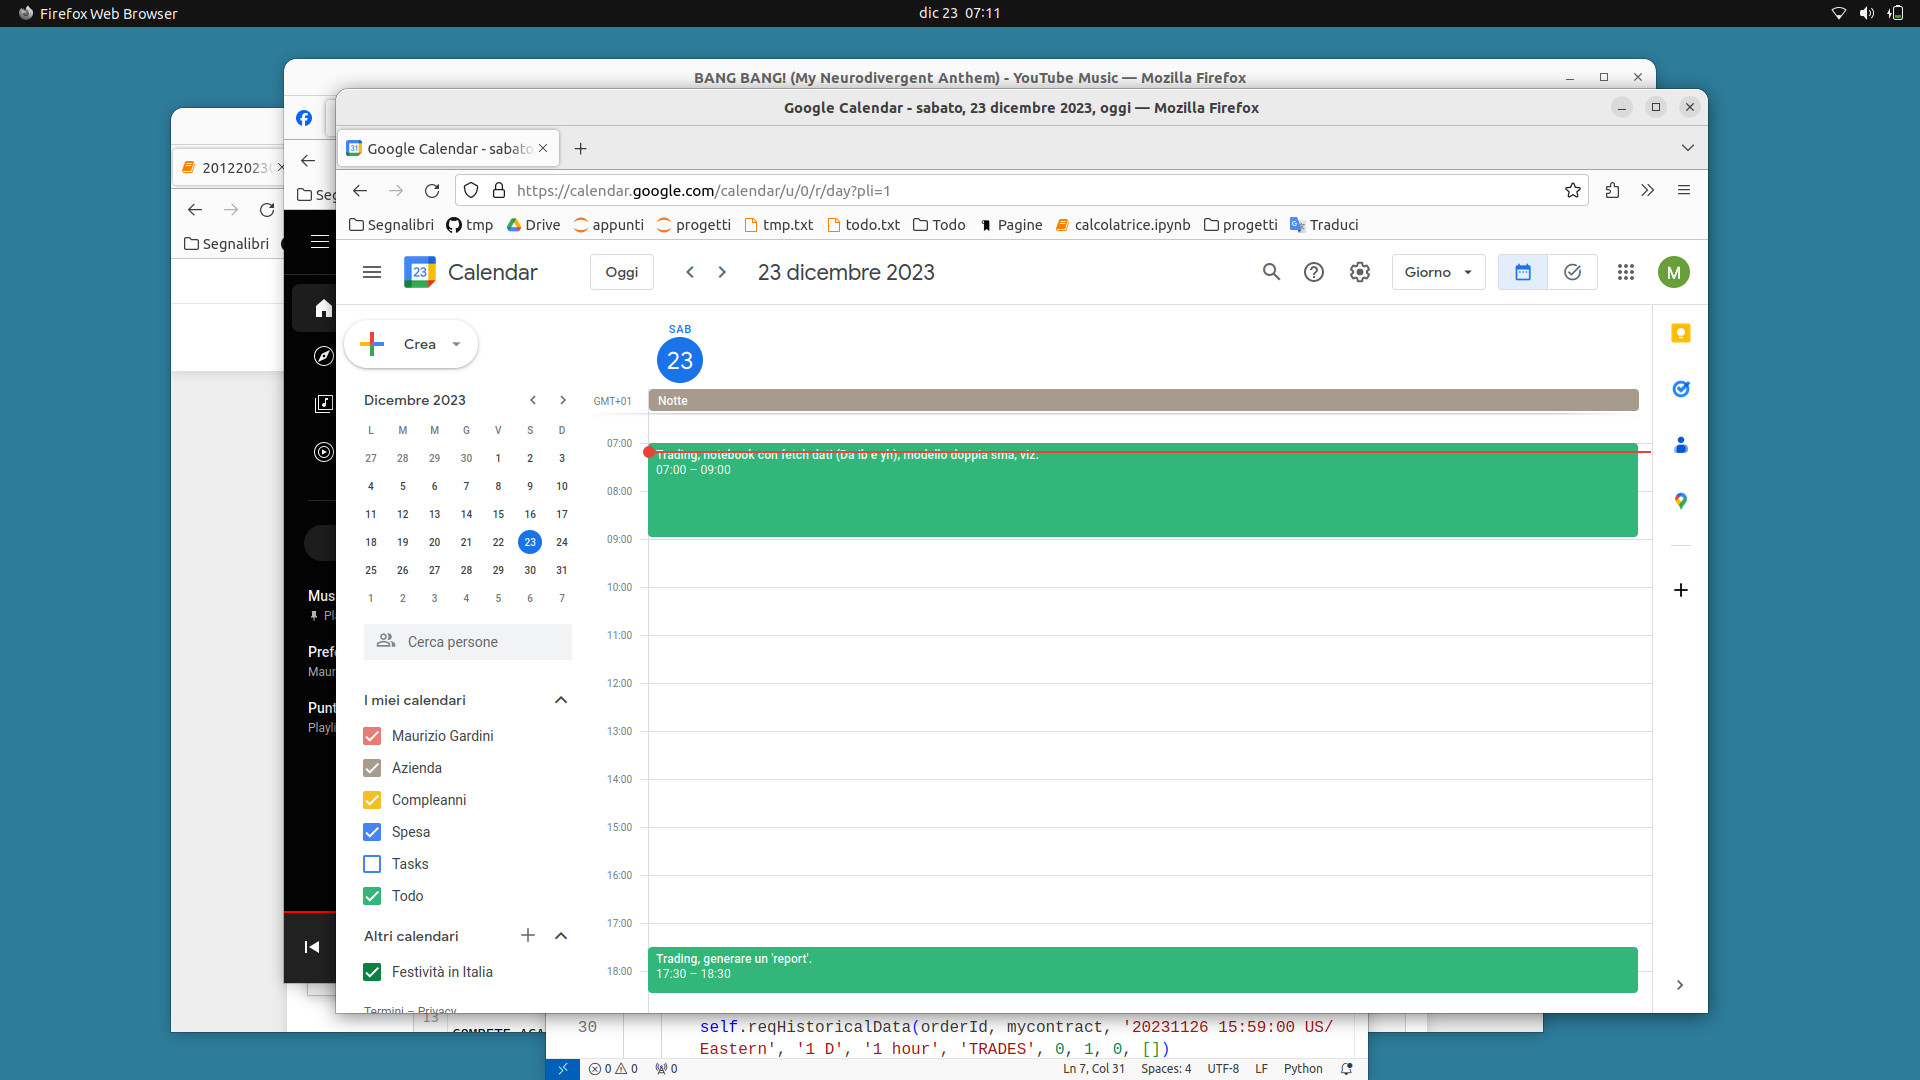 Firefox Web Browser
dic 23 07:11
BANG BANG! (My Neurodivergent Anthem) - YouTube Music — Mozilla Firefox
Google Calendar - sabato, 23 dicembre 2023, oggi — Mozilla Firefox
Google Calendar - sabato
https://calendar.google.com/calendar/u/0/r/day?pli=1
Segnalibri tmp Drive appunti progetti tmp.txt todo.txt Todo Pagine calcolatrice.ipynb progetti Traduci
Segnalibri
23 Calendar Oggi 23 dicembre 2023 Giorno M
Crea
SAB
23
Dicembre 2023
GMT+01 Notte
L M M G V S D
27 28 29 30 1 2 3
4 5 6 7 8 9 10
11 12 13 14 15 16 17
18 19 20 21 22 23 24
25 26 27 28 29 30 31
1 2 3 4 5 6 7
Cerca persone
I miei calendari
Maurizio Gardini
Azienda
Compleanni
Spesa
Tasks
Todo
Altri calendari
Festività in Italia
Termini – Privacy
07:00
Trading, notebook con fetch dati (Da ib e yh), modello doppia sma, viz.
07:00 – 09:00
08:00
09:00
10:00
11:00
12:00
13:00
14:00
15:00
16:00
17:00
Trading, generare un 'report'.
17:30 – 18:30
18:00
13
30 self.reqHistoricalData(orderId, mycontract, '20231126 15:59:00 US/
Eastern', '1 D', '1 hour', 'TRADES', 0, 1, 0, [])
0 0 0 Ln 7, Col 31 Spaces: 4 UTF-8 LF Python